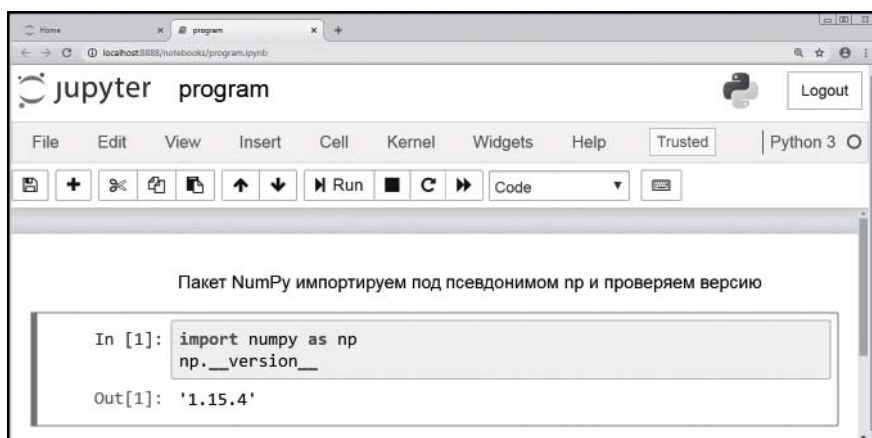 Home
program
localhost:8888/notebooks/program.ipynb
jupyter program
Logout
File Edit View Insert Cell Kernel Widgets Help Trusted Python 3
Run Code
Пакет NumPy импортируем под псевдонимом np и проверяем версию
In [1]: import numpy as np
np.__version__
Out[1]: '1.15.4'